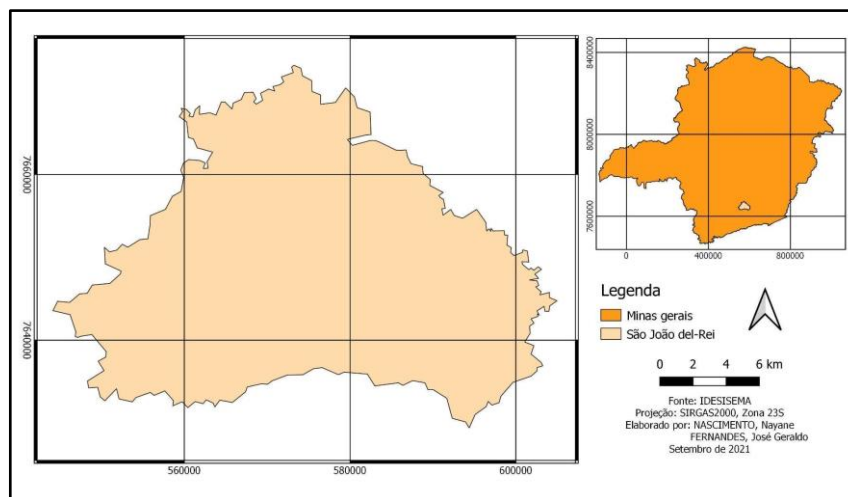 7660000
7640000
560000
580000
600000
8400000
8000000
7600000
0
400000
800000
Legenda
Minas gerais
São João del-Rei
0 2 4 6 km
Fonte: IDESISEMA
Projeção: SIRGAS2000, Zona 23S
Elaborado por: NASCIMENTO, Nayane
FERNANDES, José Geraldo
Setembro de 2021